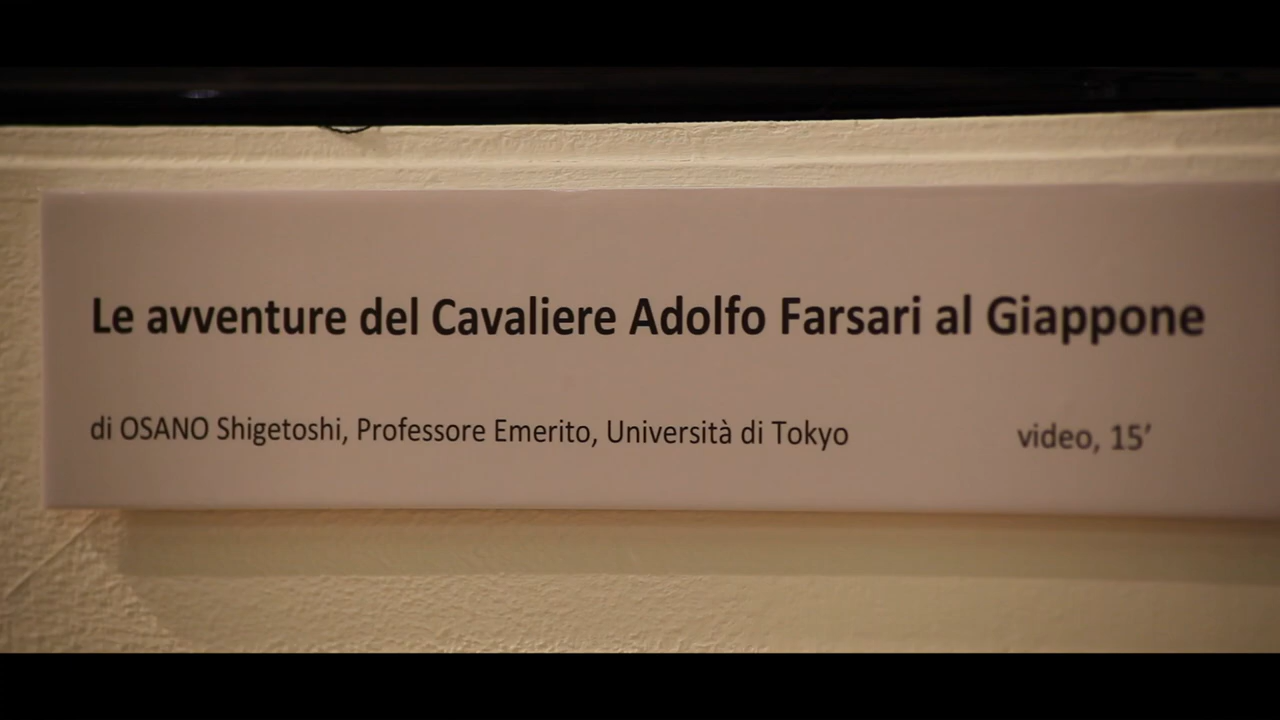 Le avventure del Cavaliere Adolfo Farsari al Giappone
di OSANO Shigetoshi, Professore Emerito, Università di Tokyo video, 15′